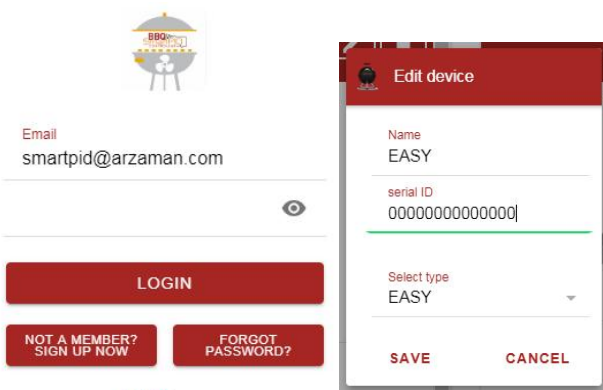 BBQ
Email
smartpid@arzaman.com
LOGIN
NOT A MEMBER?
SIGN UP NOW
FORGOT
PASSWORD?
Edit device
Name
EASY
serial ID
00000000000000
Select type
EASY
SAVE
CANCEL